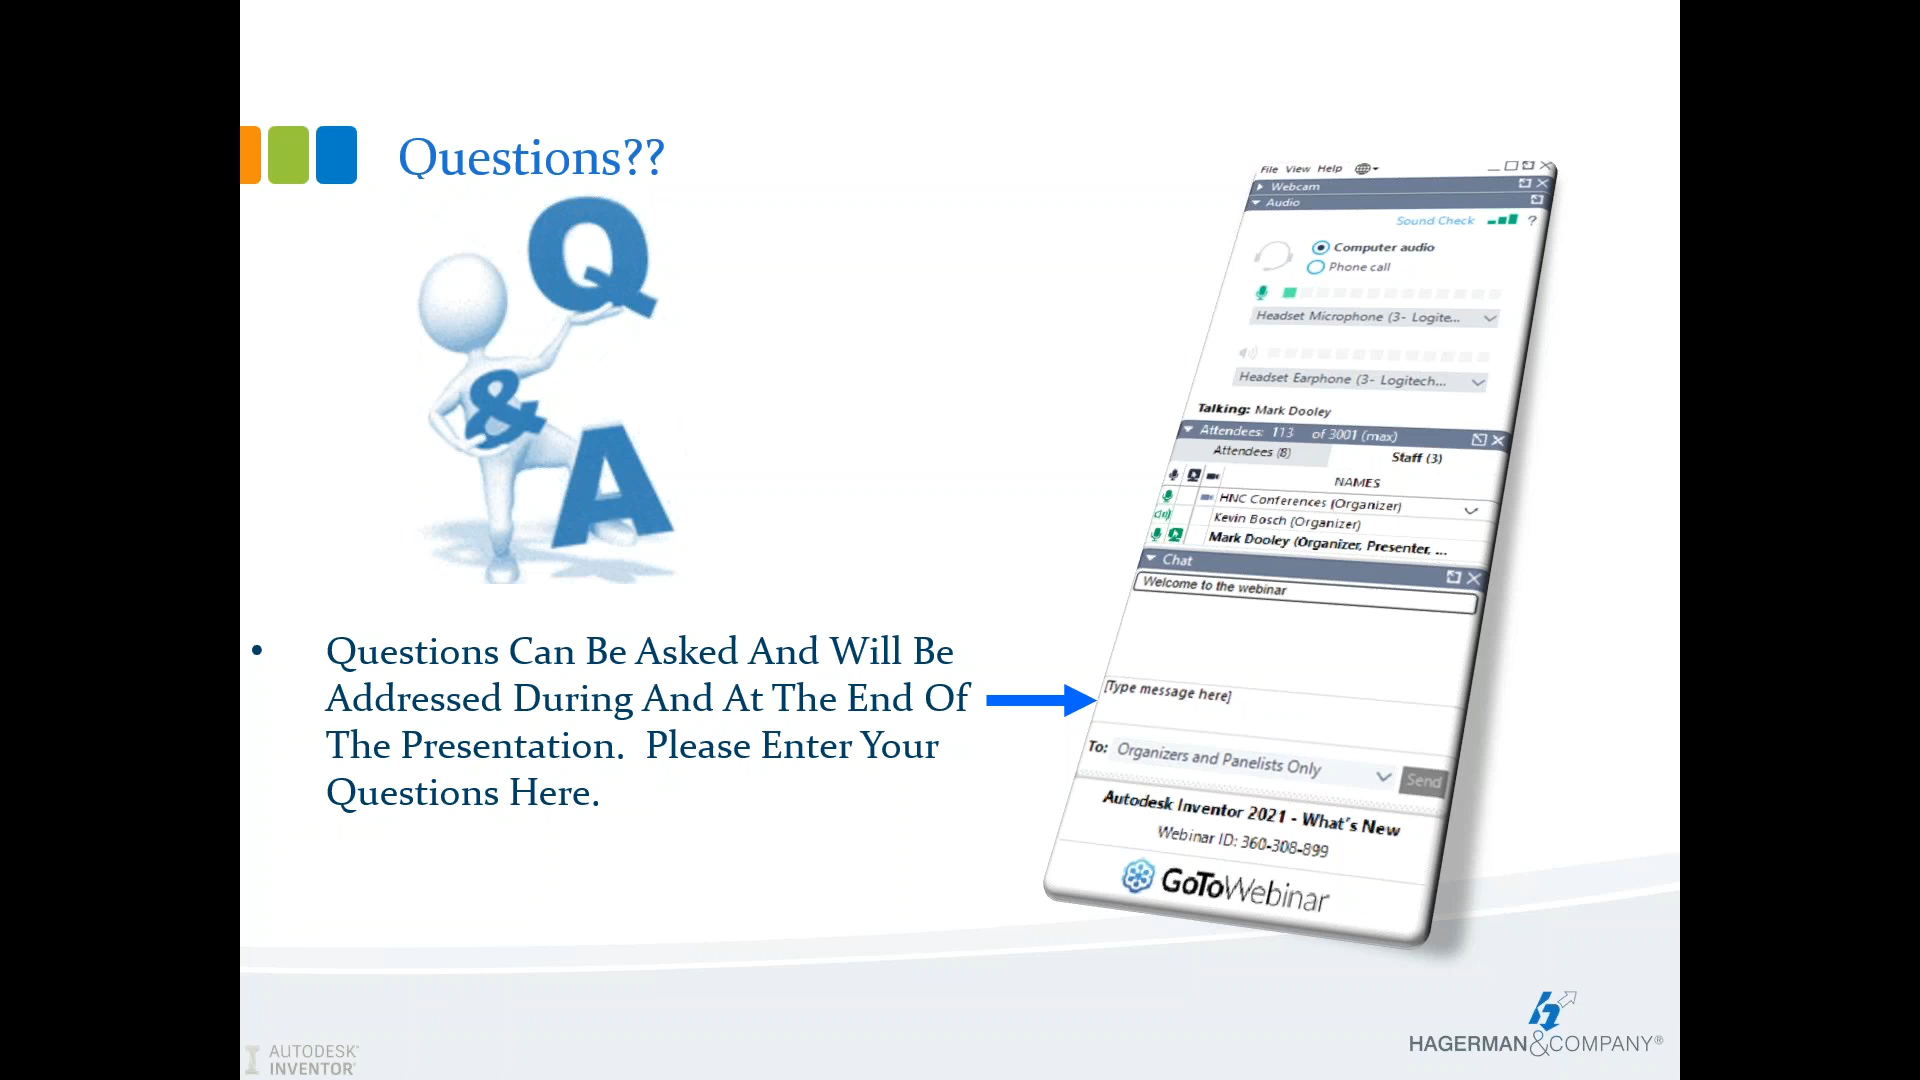 Questions??
Q
&
A
• Questions Can Be Asked And Will Be
Addressed During And At The End Of
The Presentation.  Please Enter Your
Questions Here.
File View Help
Webcam
Audio
Sound Check ?
Computer audio
Phone call
Headset Microphone (3- Logite...
Headset Earphone (3- Logitech...
Talking: Mark Dooley
Attendees: 113 of 3001 (max)
Attendees (8) Staff (3)
NAMES
HNC Conferences (Organizer)
Kevin Bosch (Organizer)
Mark Dooley (Organizer, Presenter, ...
Chat
Welcome to the webinar
[Type message here]
To: Organizers and Panelists Only Send
Autodesk Inventor 2021 - What's New
Webinar ID: 360-308-899
GoToWebinar
AUTODESK®
INVENTOR®
HAGERMAN&COMPANY®